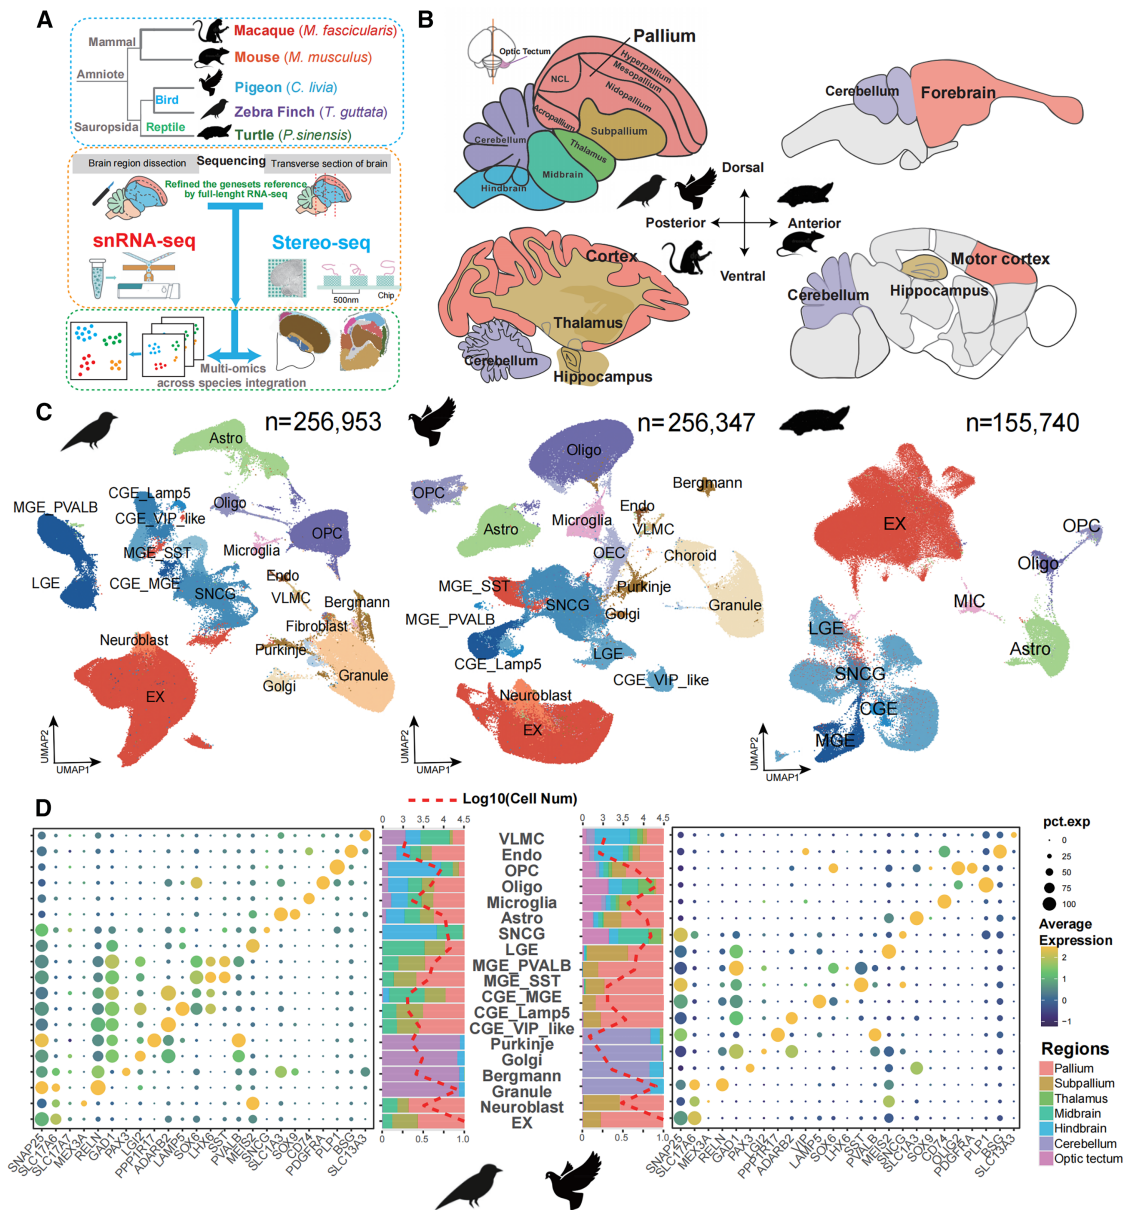 A
Mammal
Amniote
Bird
Sauropsida
Reptile
Macaque (M. fascicularis)
Mouse (M. musculus)
Pigeon (C. livia)
Zebra Finch (T. guttata)
Turtle (P.sinensis)
Brain region dissection
Sequencing
Transverse section of brain
Refined the genesets reference
by full-lenght RNA-seq
snRNA-seq
Stereo-seq
500nm
Chip
Multi-omics
across species integration
B
Optic Tectum
Pallium
Hyperpallium
Mesopallium
Nidopallium
NCL
Acropallium
Subpallium
Cerebellum
Thalamus
Midbrain
Hindbrain
Cerebellum
Forebrain
Dorsal
Posterior
Anterior
Ventral
Cortex
Thalamus
Cerebellum
Hippocampus
Motor cortex
Hippocampus
Cerebellum
C
n=256,953
Astro
CGE_Lamp5
MGE_PVALB
Oligo
CGE_VIP_like
OPC
MGE_SST
Microglia
LGE
CGE_MGE
Endo
SNCG
VLMC
Bergmann
Fibroblast
Neuroblast
Purkinje
Granule
Golgi
EX
UMAP2
UMAP1
n=256,347
Oligo
Bergmann
OPC
Endo
Microglia
Astro
VLMC
OEC
Choroid
MGE_SST
Purkinje
SNCG
Granule
Golgi
MGE_PVALB
LGE
CGE_Lamp5
CGE_VIP_like
Neuroblast
EX
UMAP2
UMAP1
n=155,740
EX
OPC
Oligo
MIC
LGE
Astro
SNCG
CGE
MGE
UMAP2
UMAP1
D
Log10(Cell Num)
0 3 3.5 4 4.5
0 3 3.5 4 4.5
VLMC
Endo
OPC
Oligo
Microglia
Astro
SNCG
LGE
MGE_PVALB
MGE_SST
CGE_MGE
CGE_Lamp5
CGE_VIP_like
Purkinje
Golgi
Bergmann
Granule
Neuroblast
EX
0 0.5 1.0
0 0.5 1.0
SNAP25
SLC17A6
SLC17A7
MEX3A
RELN
GAD1
PAX3
LGI2
PPP1R17
ADARB2
LAMP5
SOX6
LHX6
SST
PVALB
MEIS2
SNCG
SLC1A3
SOX9
CD74
PDGFRA
PLP1
BSG
SLC13A3
SNAP25
SLC17A6
MEX3A
RELN
GAD1
PAX3
LGI2
PPP1R17
ADARB2
VIP
LAMP5
SOX6
LHX6
SST
PVALB
MEIS2
SNCG
SLC1A3
SOX9
CD74
OLIG2
PDGFRA
PLP1
BSG
SLC13A3
pct.exp
0
25
50
75
100
Average
Expression
2
1
0
−1
Regions
Pallium
Subpallium
Thalamus
Midbrain
Hindbrain
Cerebellum
Optic tectum